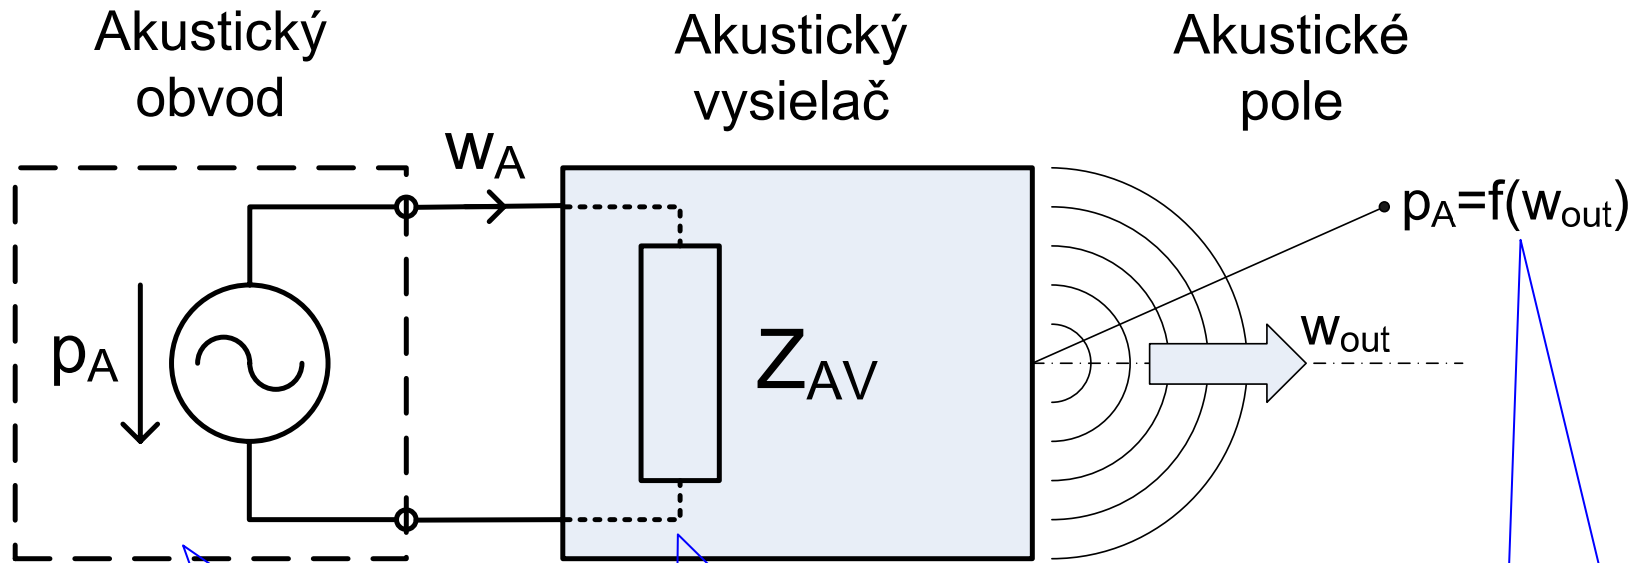 Akustický
obvod
Akustický
vysielač
Akustické
pole
wA
pA
ZAV
pA=f(wout)
wout